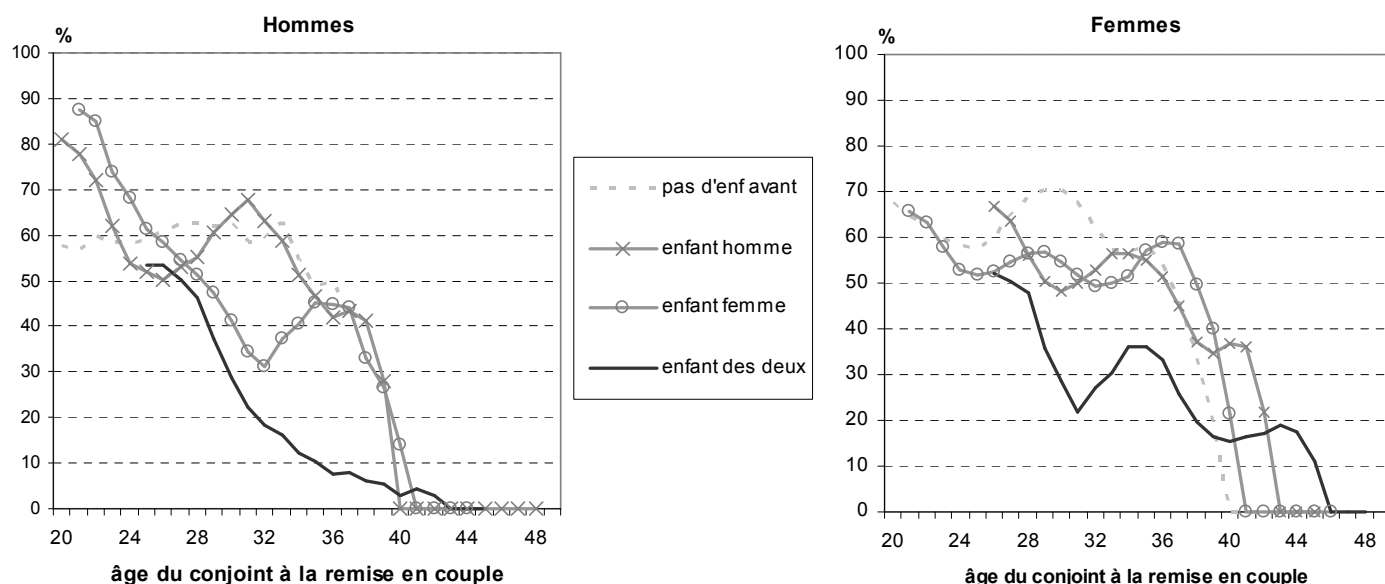 Hommes
%
100
90
80
70
60
50
40
30
20
10
0
20 24 28 32 36 40 44 48
âge du conjoint à la remise en couple
pas d'enf avant
enfant homme
enfant femme
enfant des deux
Femmes
%
100
90
80
70
60
50
40
30
20
10
0
20 24 28 32 36 40 44 48
âge du conjoint à la remise en couple